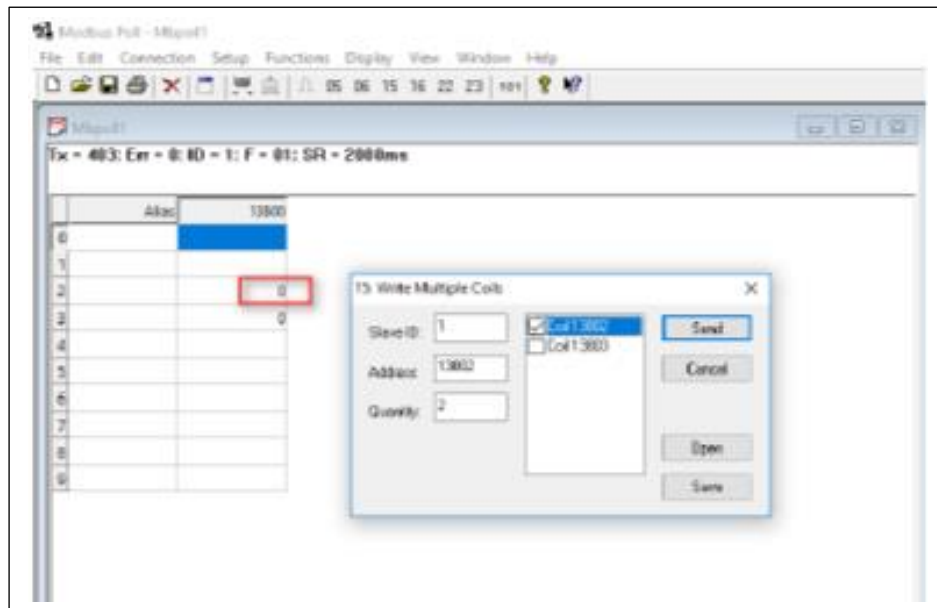 Modbus Poll - Mbpoll1
File Edit Connection Setup Functions Display View Window Help
05 06 15 16 22 23 101
Mbpoll1
Tx = 403: Err = 0: ID = 1: F = 01: SR = 2000ms
Alias 13800
0
1
2 0
3 0
4
5
6
7
8
9
15: Write Multiple Coils
Slave ID: 1
Address: 13802
Quantity: 2
Coil 13802
Coil 13803
Send
Cancel
Open
Save